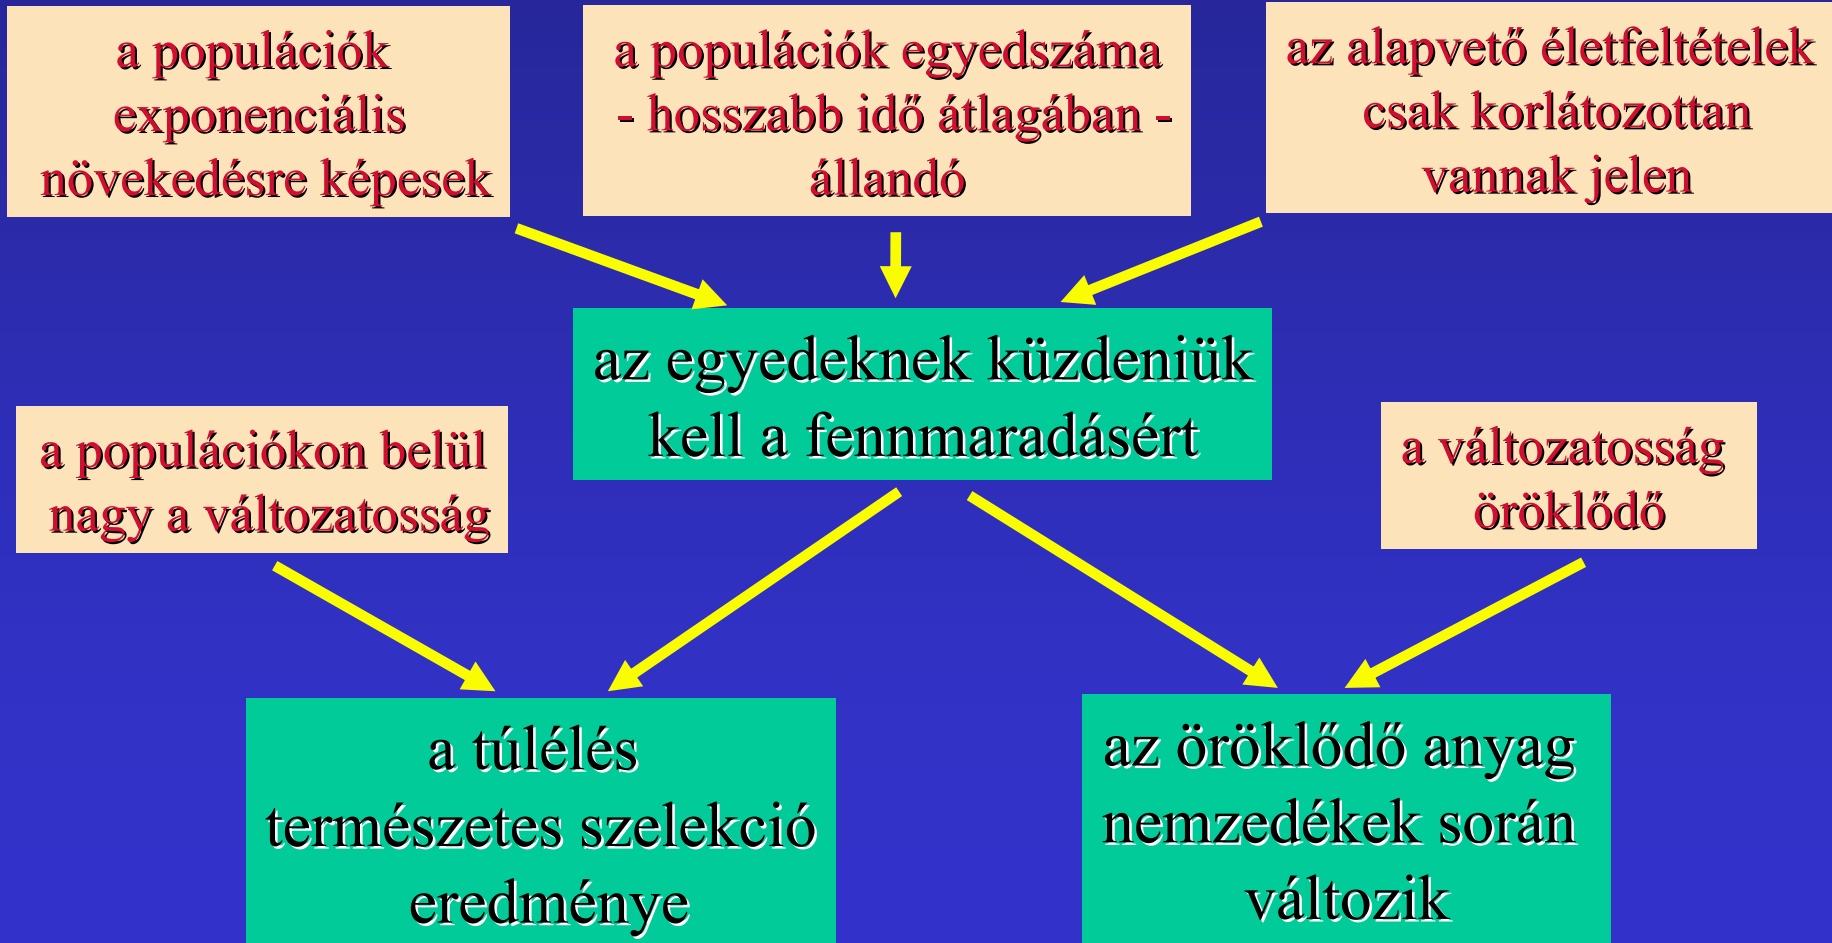 a populációk
exponenciális
növekedésre képesek
a populációk egyedszáma
- hosszabb idő átlagában -
állandó
az alapvető életfeltételek
csak korlátozottan
vannak jelen
az egyedeknek küzdeniük
kell a fennmaradásért
a populációkon belül
nagy a változatosság
a változatosság
öröklődő
a túlélés
természetes szelekció
eredménye
az öröklődő anyag
nemzedékek során
változik